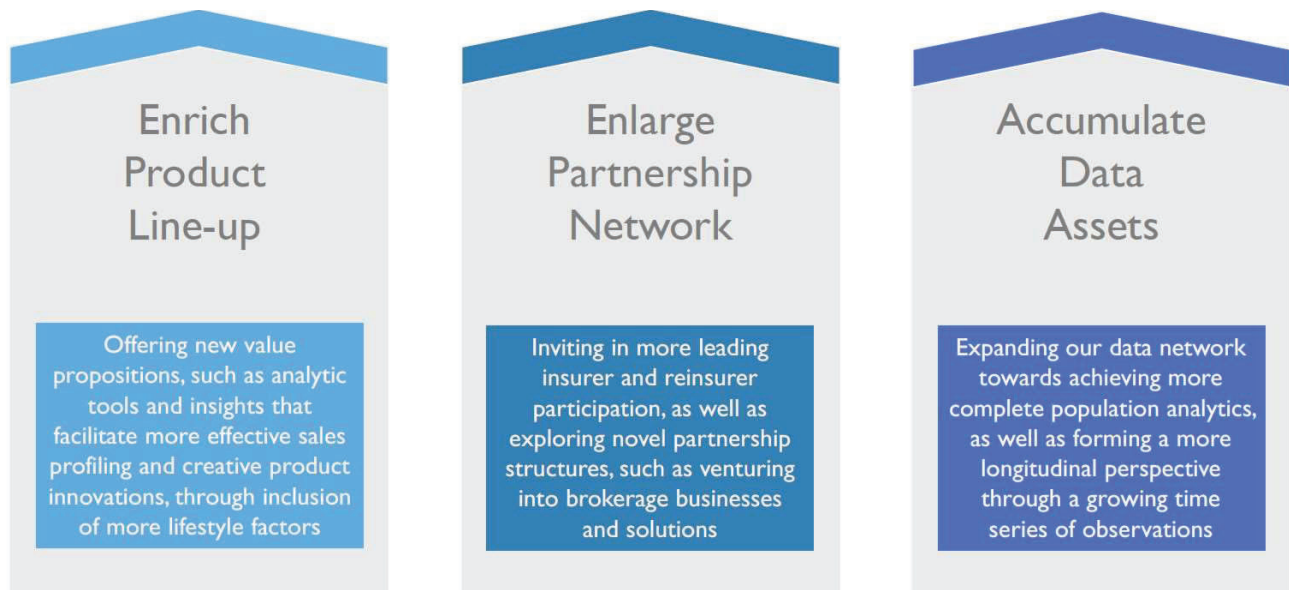 Enrich
Product
Line-up
Offering new value
propositions, such as analytic
tools and insights that
facilitate more effective sales
profiling and creative product
innovations, through inclusion
of more lifestyle factors
Enlarge
Partnership
Network
Inviting in more leading
insurer and reinsurer
participation, as well as
exploring novel partnership
structures, such as venturing
into brokerage businesses
and solutions
Accumulate
Data
Assets
Expanding our data network
towards achieving more
complete population analytics,
as well as forming a more
longitudinal perspective
through a growing time
series of observations